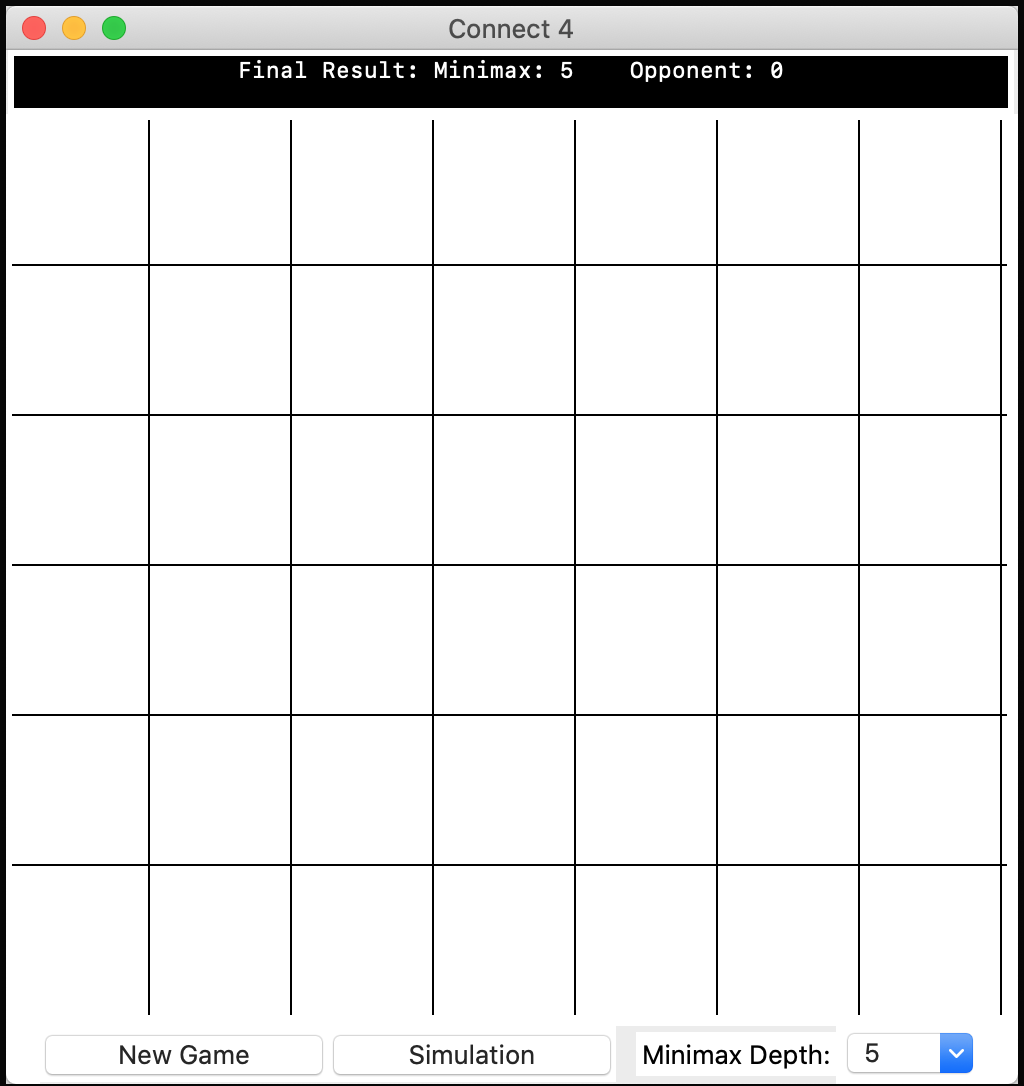 Connect 4
Final Result: Minimax: 5    Opponent: 0
New Game Simulation Minimax Depth: 5